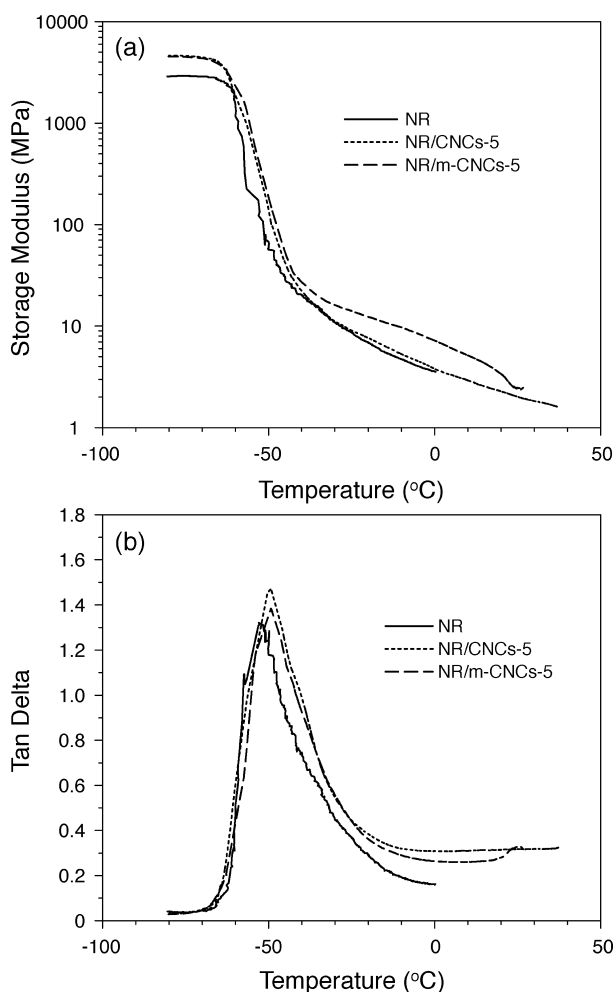 (a)
Storage Modulus (MPa)
10000
1000
100
10
1
NR
NR/CNCs-5
NR/m-CNCs-5
-100
-50
0
50
Temperature (°C)
(b)
Tan Delta
1.8
1.6
1.4
1.2
1.0
0.8
0.6
0.4
0.2
0
NR
NR/CNCs-5
NR/m-CNCs-5
-100
-50
0
50
Temperature (°C)